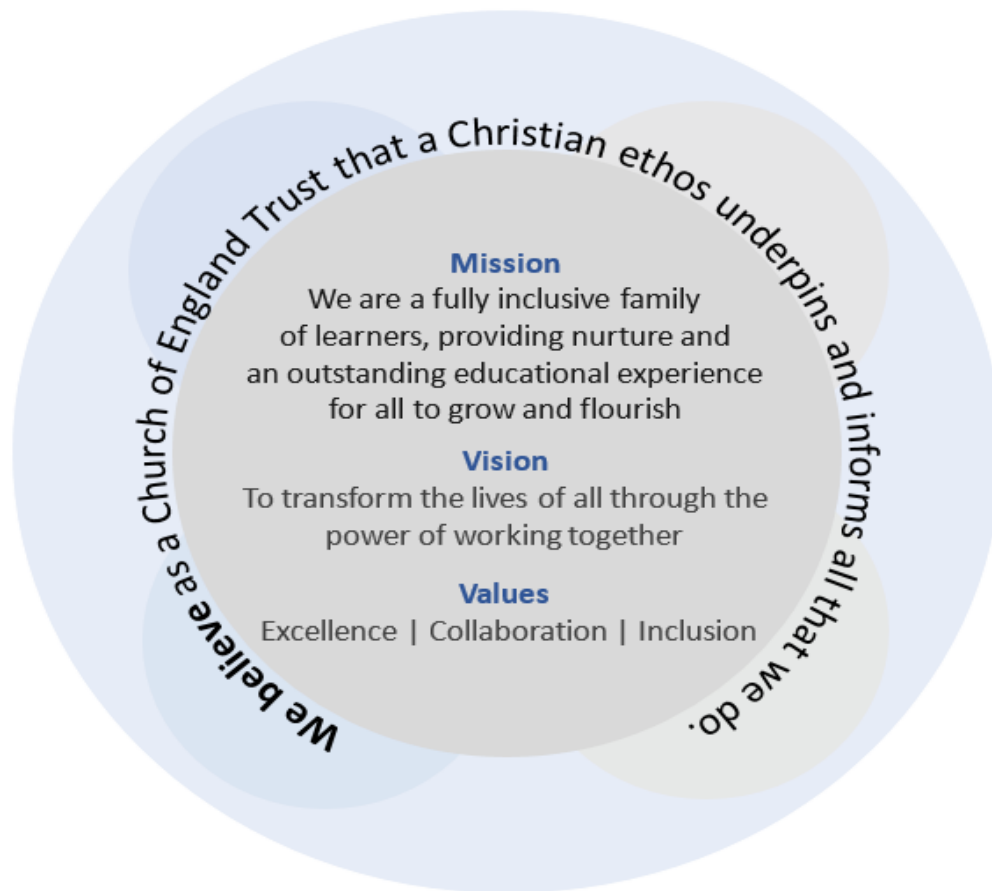 We believe as a Church of England Trust that a Christian ethos underpins and informs all that we do.
Mission
We are a fully inclusive family
of learners, providing nurture and
an outstanding educational experience
for all to grow and flourish
Vision
To transform the lives of all through the
power of working together
Values
Excellence | Collaboration | Inclusion